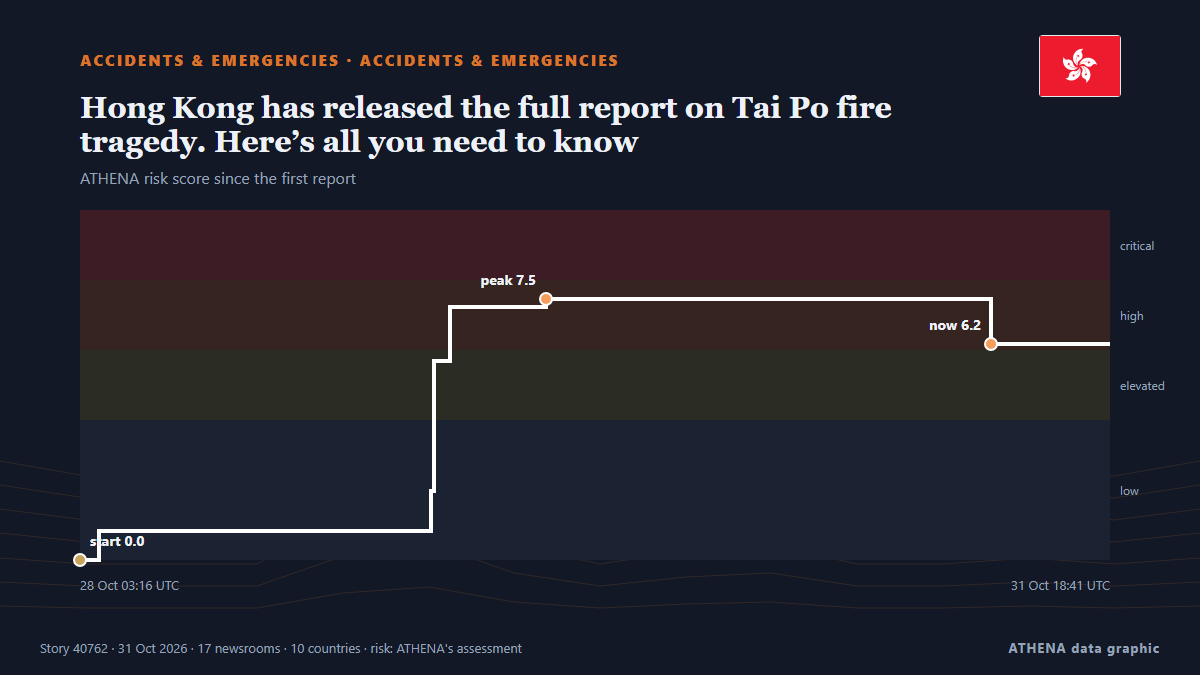 ACCIDENTS & EMERGENCIES · ACCIDENTS & EMERGENCIES
Hong Kong has released the full report on Tai Po fire
tragedy. Here’s all you need to know
ATHENA risk score since the first report
critical
peak 7.5
high
now 6.2
elevated
low
start 0.0
28 Oct 03:16 UTC
31 Oct 18:41 UTC
Story 40762 · 31 Oct 2026 · 17 newsrooms · 10 countries · risk: ATHENA's assessment
ATHENA data graphic